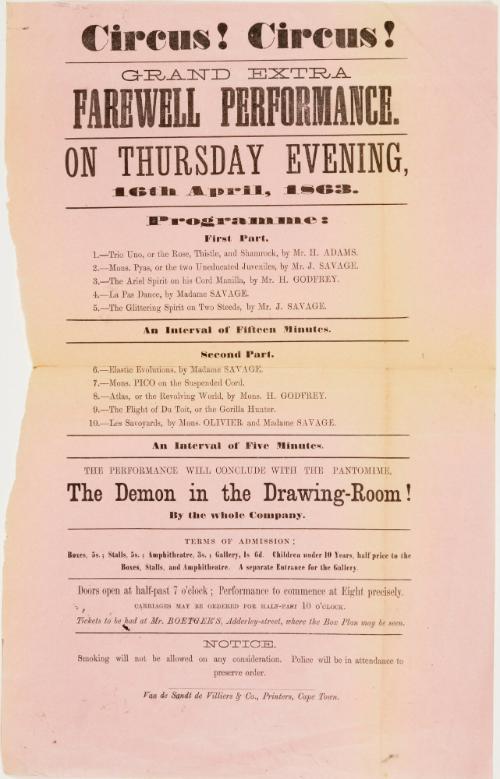 Circus! Circus!
GRAND EXTRA
FAREWELL PERFORMANCE.
ON THURSDAY EVENING,
16th April, 1863.
Programme:
First Part.
1.—Trio Uno, or the Rose, Thistle, and Shamrock, by Mr. H. ADAMS.
2.—Mons. Pyas, or the two Uneducated Juveniles, by Mr. J. SAVAGE.
3.—The Ariel Spirit on his Cord Manilla, by Mr. H. GODFREY.
4.—La Pas Dance, by Madame SAVAGE.
5.—The Glittering Spirit on Two Steeds, by Mr. J. SAVAGE.
An Interval of Fifteen Minutes.
Second Part.
6.—Elastic Evolutions, by Madame SAVAGE.
7.—Mons. PICO on the Suspended Cord.
8.—Atlas, or the Revolving World, by Mons. H. GODFREY.
9.—The Flight of Du Toit, or the Gorilla Hunter.
10.—Les Savoyards, by Mons. OLIVIER and Madame SAVAGE.
An Interval of Five Minutes.
THE PERFORMANCE WILL CONCLUDE WITH THE PANTOMIME,
The Demon in the Drawing-Room!
By the whole Company.
TERMS OF ADMISSION;
Boxes, 5s.; Stalls, 5s.; Amphitheatre, 3s.; Gallery, 1s 6d. Children under 10 Years, half price to the
Boxes, Stalls, and Amphitheatre. A separate Entrance for the Gallery.
Doors open at half-past 7 o'clock; Performance to commence at Eight precisely.
CARRIAGES MAY BE ORDERED FOR HALF-PAST 10 O'CLOCK.
Tickets to be had at Mr. BOETGER'S, Adderley-street, where the Box Plan may be seen.
NOTICE.
Smoking will not be allowed on any consideration. Police will be in attendance to
preserve order.
Van de Sandt de Villiers & Co., Printers, Cape Town.